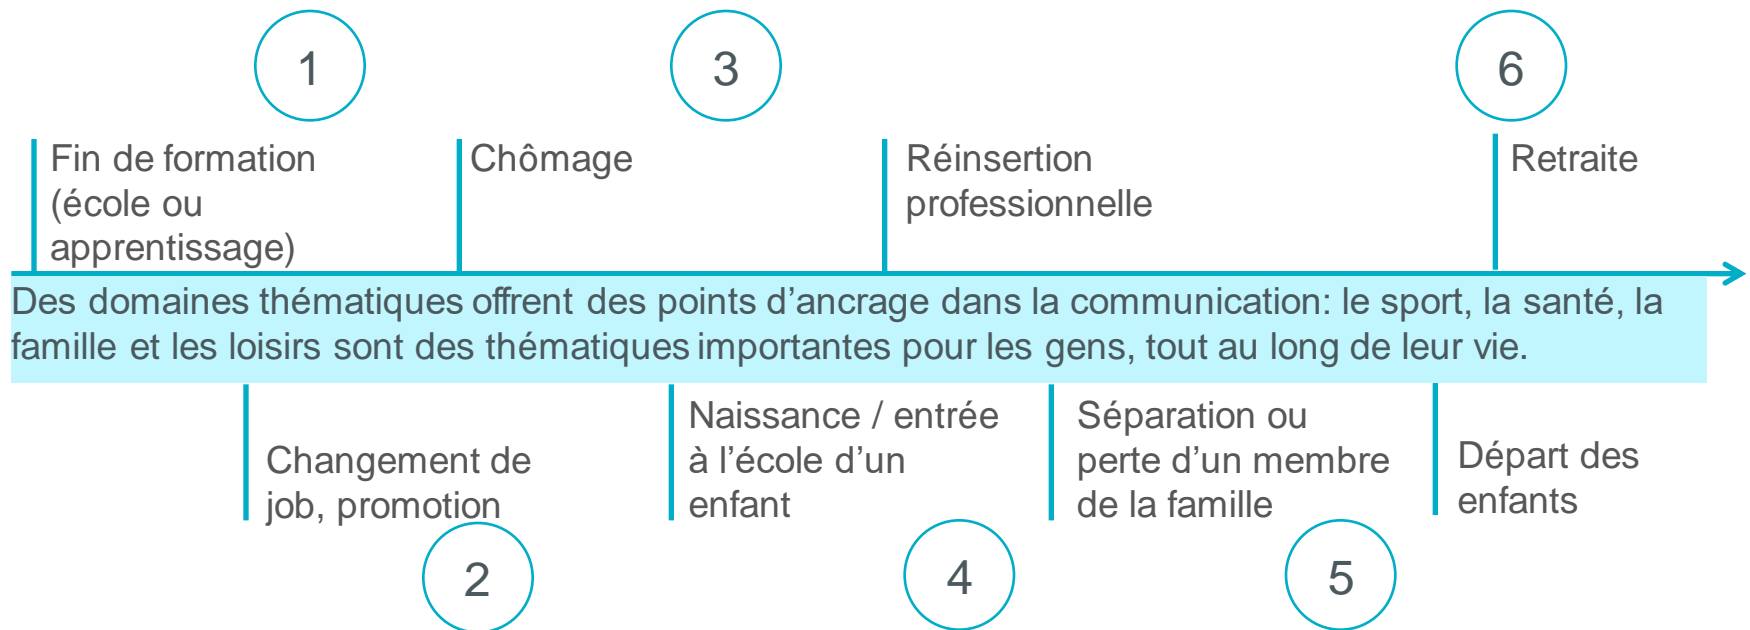 1
3
6
Fin de formation
(école ou
apprentissage)
Chômage
Réinsertion
professionnelle
Retraite
Des domaines thématiques offrent des points d’ancrage dans la communication: le sport, la santé, la
famille et les loisirs sont des thématiques importantes pour les gens, tout au long de leur vie.
Changement de
job, promotion
Naissance / entrée
à l’école d’un
enfant
Séparation ou
perte d’un membre
de la famille
Départ des
enfants
2
4
5